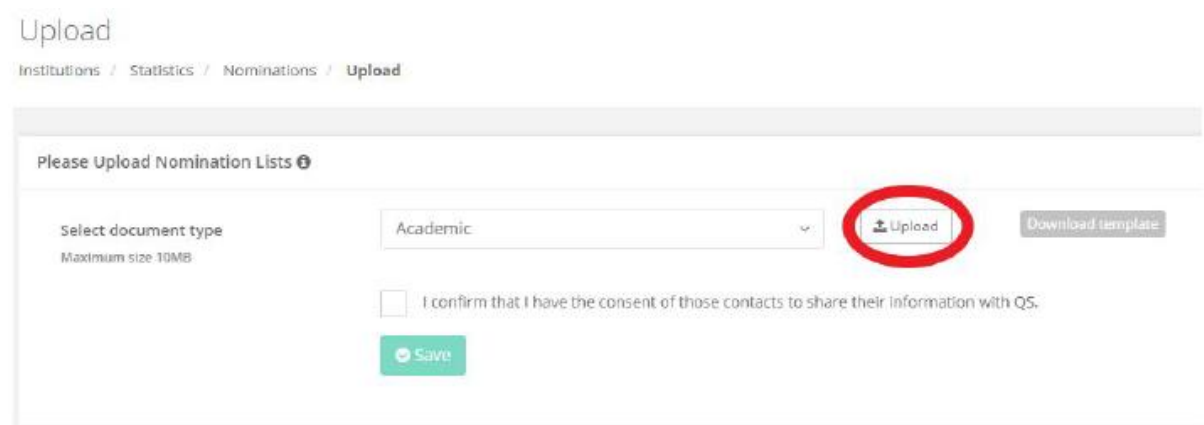 Upload
Institutions / Statistics / Nominations / Upload
Please Upload Nomination Lists
Select document type
Maximum size 10MB
Academic
Upload
Download template
I confirm that I have the consent of those contacts to share their information with QS.
Save